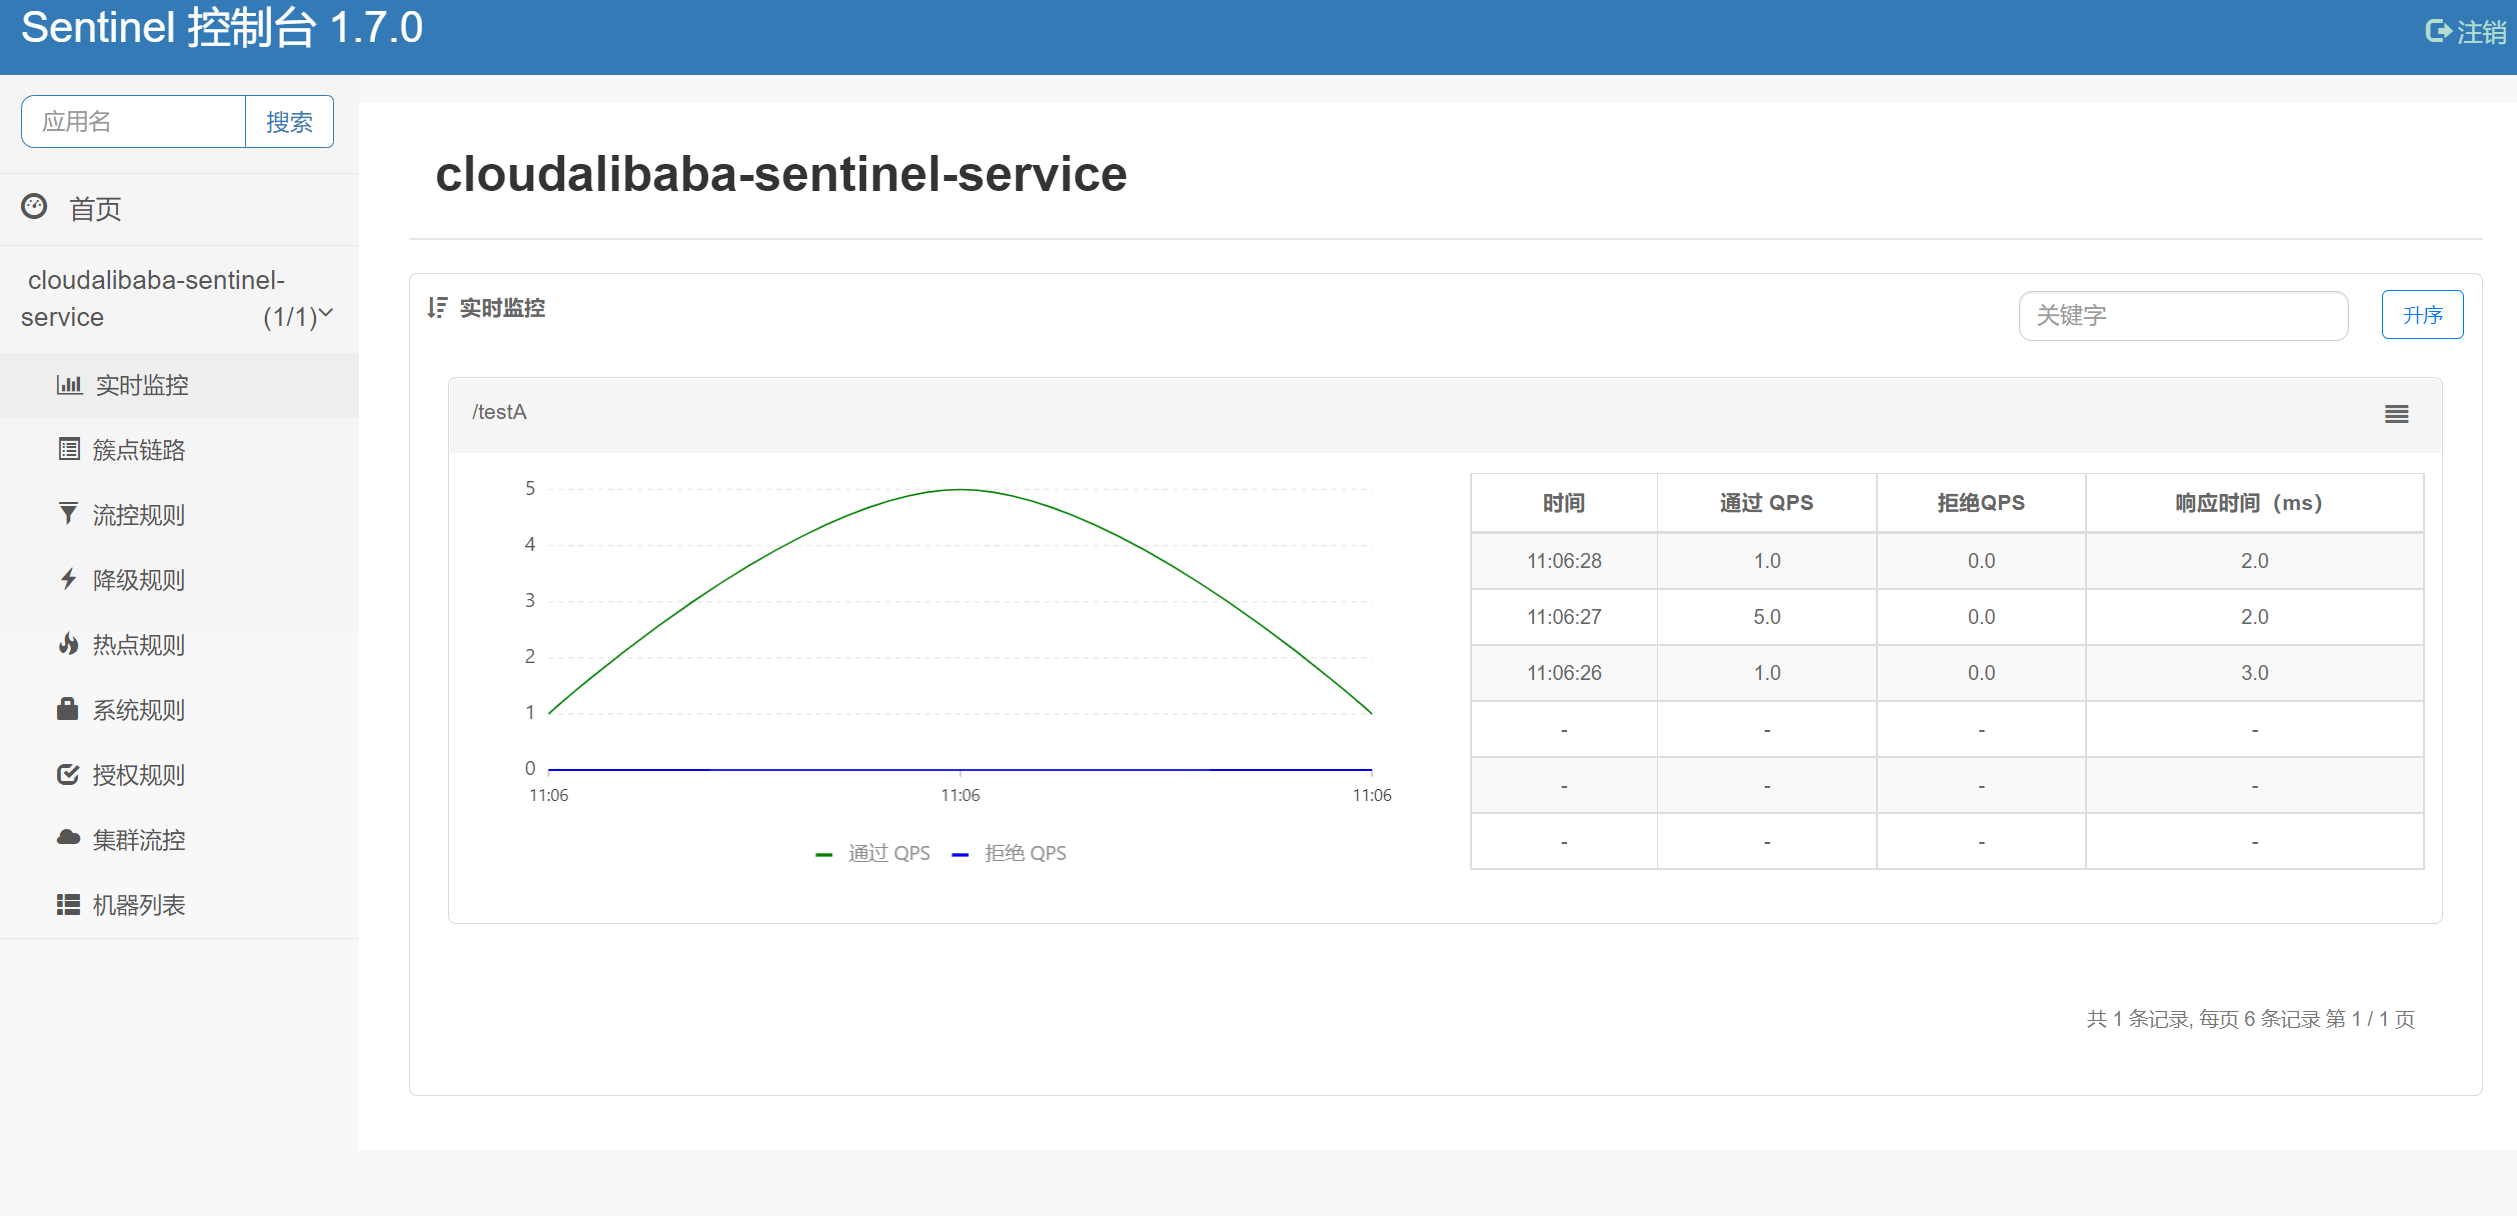 Sentinel 控制台 1.7.0
注销
应用名
搜索
首页
cloudalibaba-sentinel-
service (1/1)
实时监控
簇点链路
流控规则
降级规则
热点规则
系统规则
授权规则
集群流控
机器列表
cloudalibaba-sentinel-service
实时监控
关键字
升序
/testA
5
4
3
2
1
0
11:06 11:06 11:06
通过 QPS 拒绝 QPS
时间 通过 QPS 拒绝QPS 响应时间（ms）
11:06:28 1.0 0.0 2.0
11:06:27 5.0 0.0 2.0
11:06:26 1.0 0.0 3.0
- - - -
- - - -
- - - -
共 1 条记录, 每页 6 条记录 第 1 / 1 页